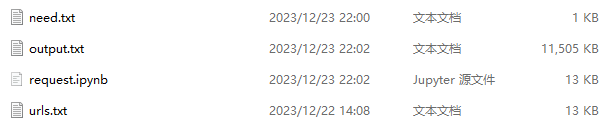 need.txt 2023/12/23 22:00 文本文档 1 KB
output.txt 2023/12/23 22:02 文本文档 11,505 KB
request.ipynb 2023/12/23 22:02 Jupyter 源文件 13 KB
urls.txt 2023/12/22 14:08 文本文档 13 KB